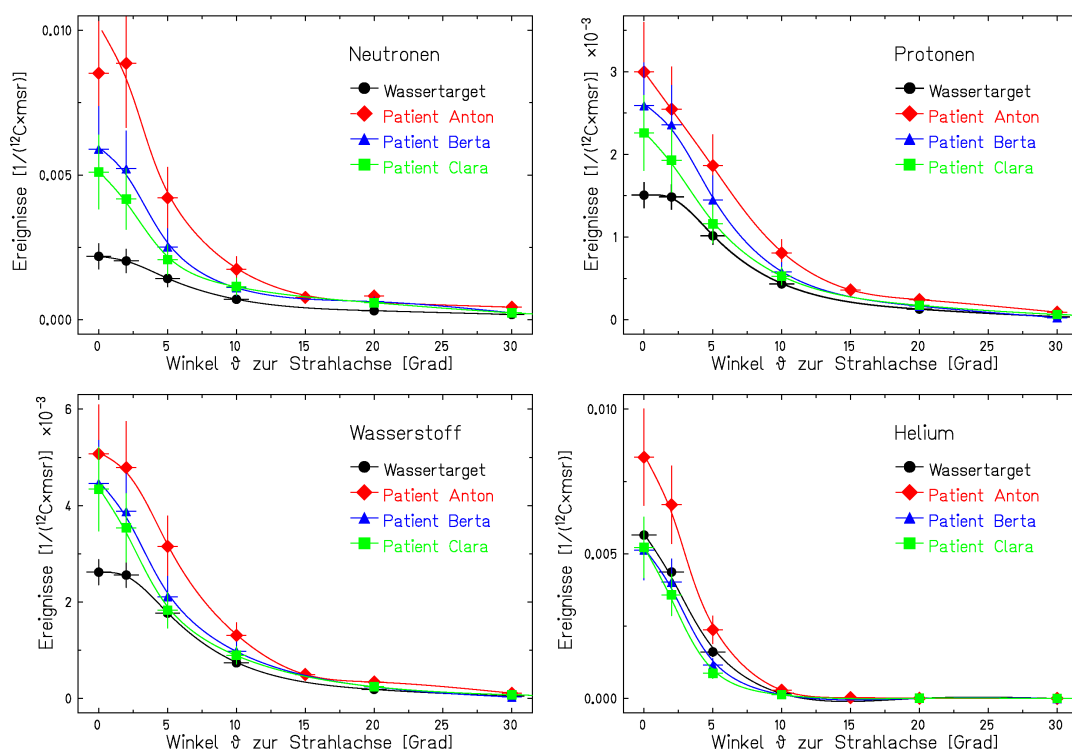 Neutronen
Wassertarget
Patient Anton
Patient Berta
Patient Clara
Ereignisse [1/(¹²C×msr)]
0.010
0.005
0.000
0 5 10 15 20 25 30
Winkel ϑ zur Strahlachse [Grad]
Protonen
Wassertarget
Patient Anton
Patient Berta
Patient Clara
Ereignisse [1/(¹²C×msr)] ×10⁻³
3
2
1
0
0 5 10 15 20 25 30
Winkel ϑ zur Strahlachse [Grad]
Wasserstoff
Wassertarget
Patient Anton
Patient Berta
Patient Clara
Ereignisse [1/(¹²C×msr)] ×10⁻³
6
4
2
0
0 5 10 15 20 25 30
Winkel ϑ zur Strahlachse [Grad]
Helium
Wassertarget
Patient Anton
Patient Berta
Patient Clara
Ereignisse [1/(¹²C×msr)]
0.010
0.005
0.000
0 5 10 15 20 25 30
Winkel ϑ zur Strahlachse [Grad]